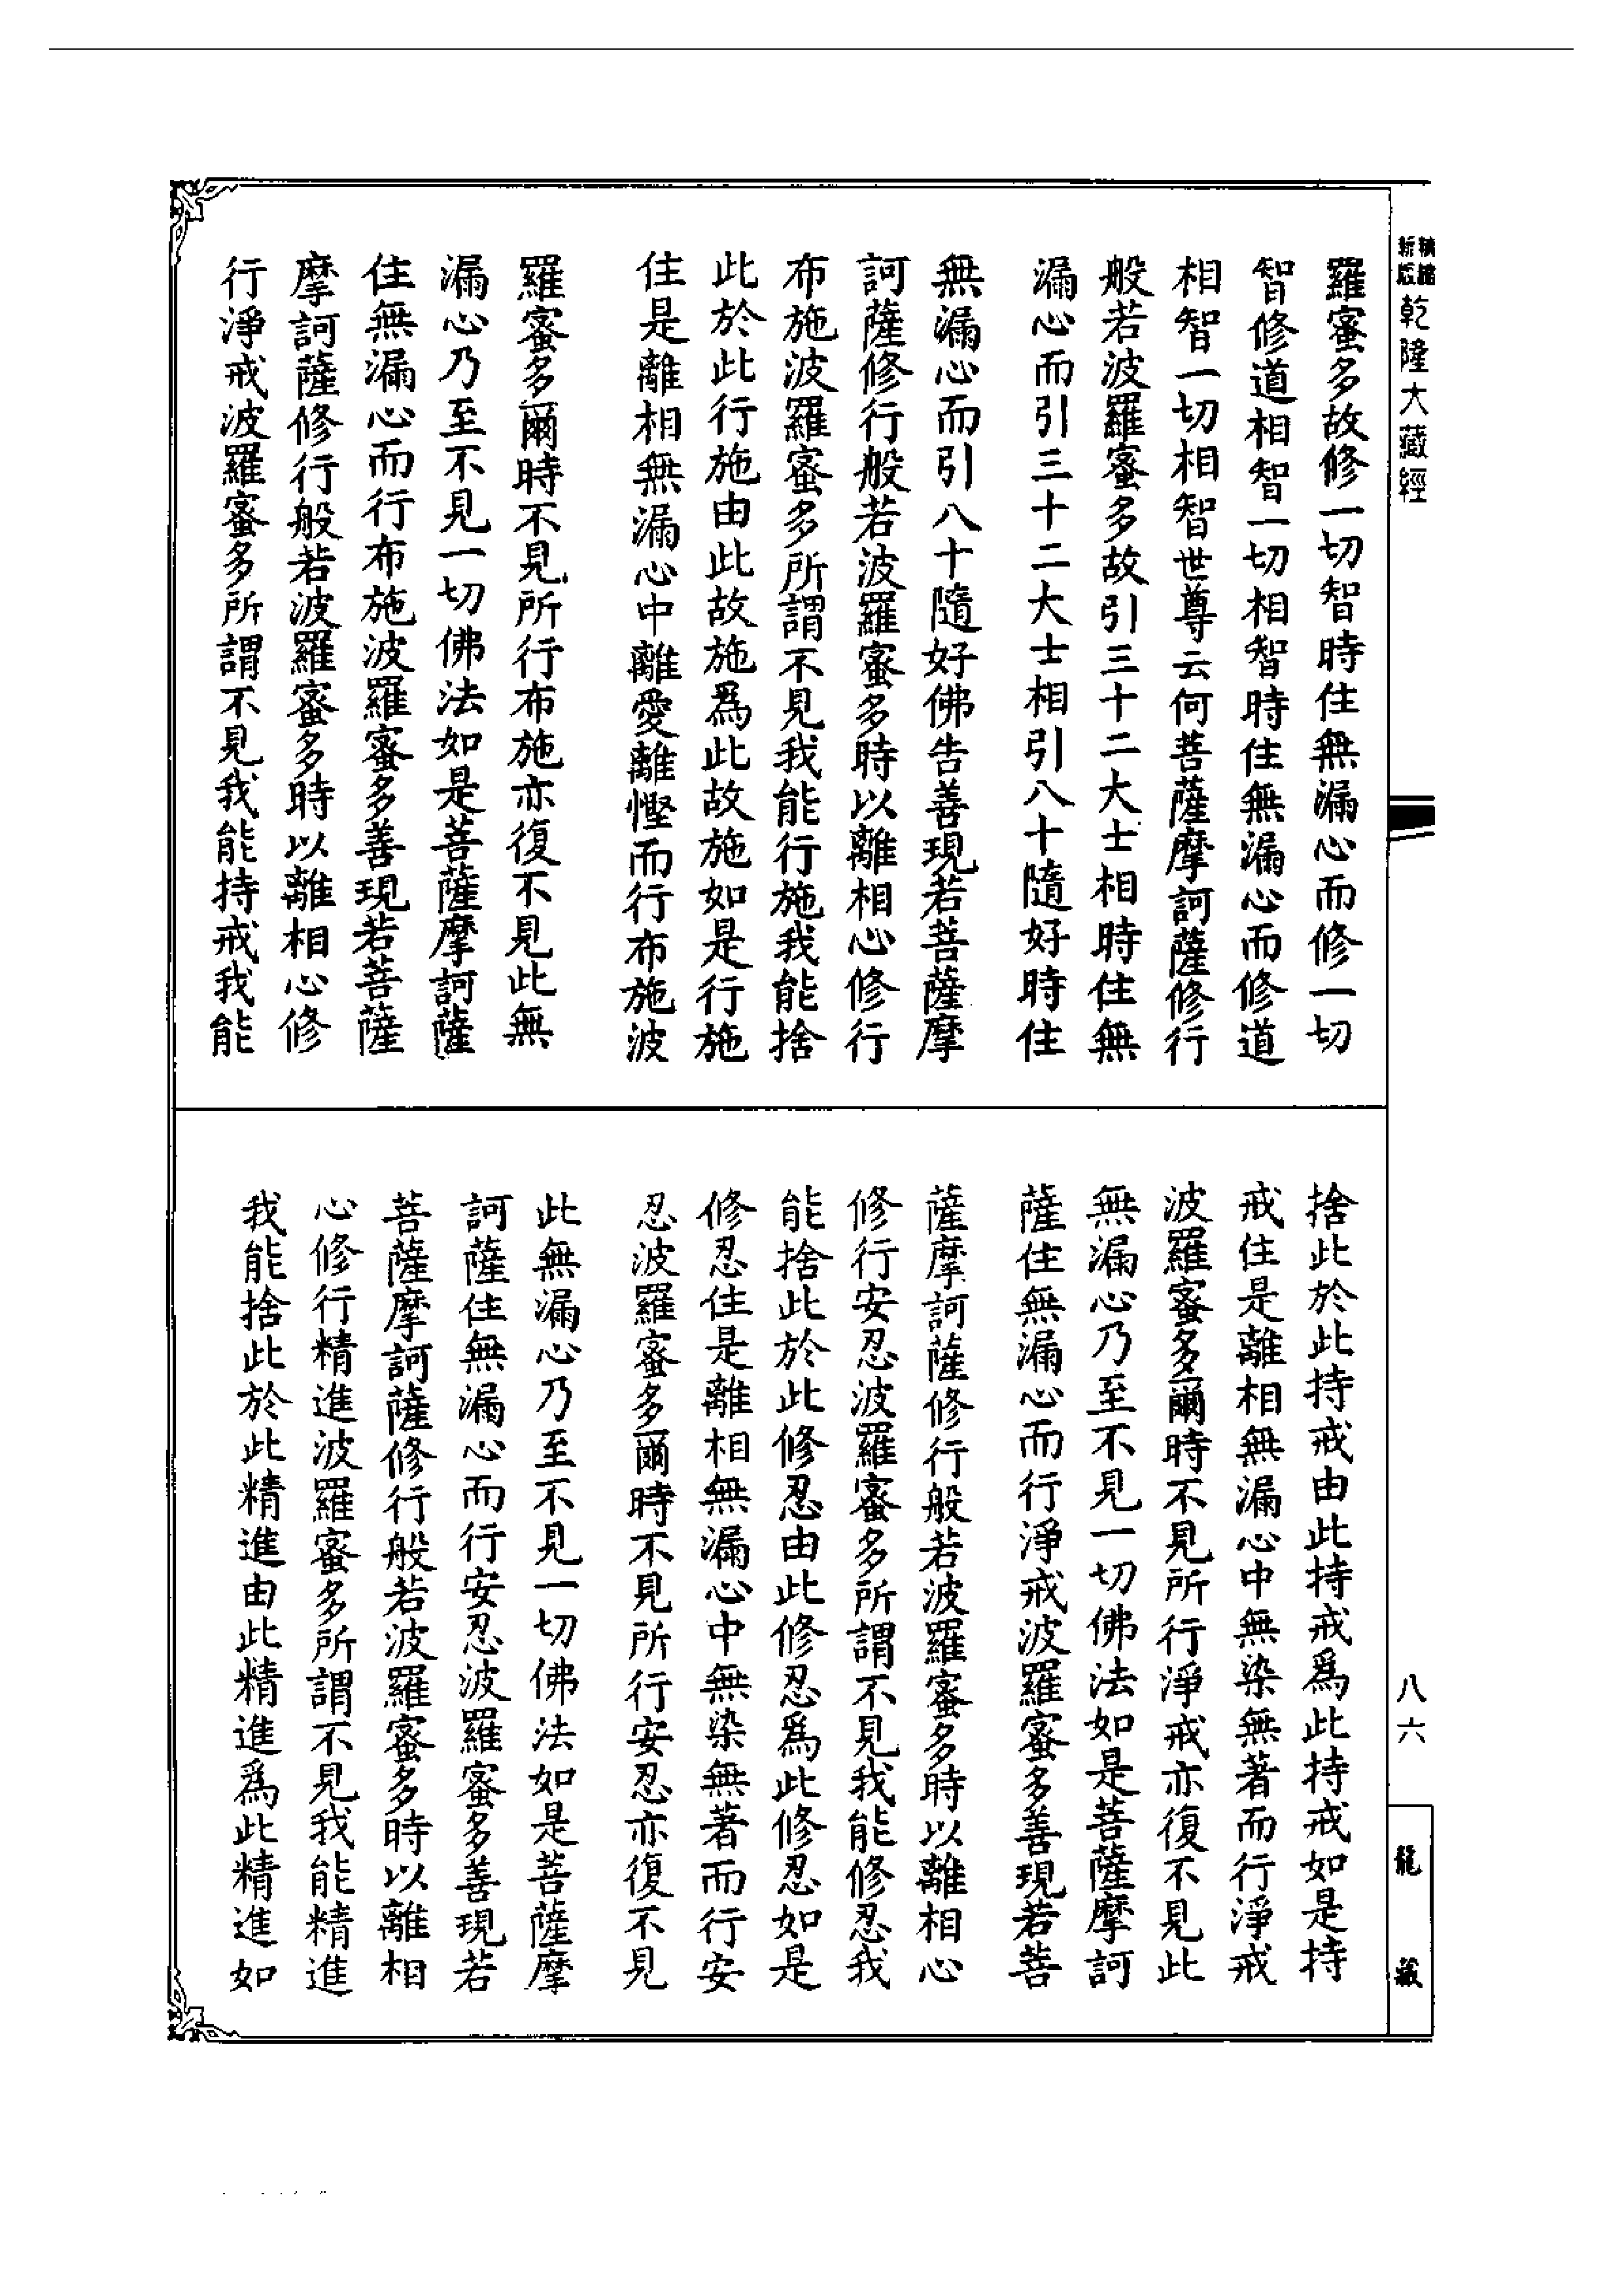 新版精縮乾隆大藏經
羅蜜多故修一切智時住無漏心而修一切
智修道相智一切相智時住無漏心而修道
相智一切相智世尊云何菩薩摩訶薩修行
般若波羅蜜多故引三十二大士相時住無
漏心而引三十二大士相引八十隨好時住
無漏心而引八十隨好佛告善現若菩薩摩
訶薩修行般若波羅蜜多時以離相心修行
布施波羅蜜多所謂不見我能行施我能捨
此於此行施由此故施爲此故施如是行施
住是離相無漏心中離愛離慳而行布施波
羅蜜多爾時不見所行布施亦復不見此無
漏心乃至不見一切佛法如是菩薩摩訶薩
住無漏心而行布施波羅蜜多善現若菩薩
摩訶薩修行般若波羅蜜多時以離相心修
行淨戒波羅蜜多所謂不見我能持戒我能
捨此於此持戒由此持戒爲此持戒如是持
戒住是離相無漏心中無染無著而行淨戒
波羅蜜多爾時不見所行淨戒亦復不見此
無漏心乃至不見一切佛法如是菩薩摩訶
薩住無漏心而行淨戒波羅蜜多善現若菩
薩摩訶薩修行般若波羅蜜多時以離相心
修行安忍波羅蜜多所謂不見我能修忍我
能捨此於此修忍由此修忍爲此修忍如是
修忍住是離相無漏心中無染無著而行安
忍波羅蜜多爾時不見所行安忍亦復不見
此無漏心乃至不見一切佛法如是菩薩摩
訶薩住無漏心而行安忍波羅蜜多善現若
菩薩摩訶薩修行般若波羅蜜多時以離相
心修行精進波羅蜜多所謂不見我能精進
我能捨此於此精進由此精進爲此精進如
八六
龍藏